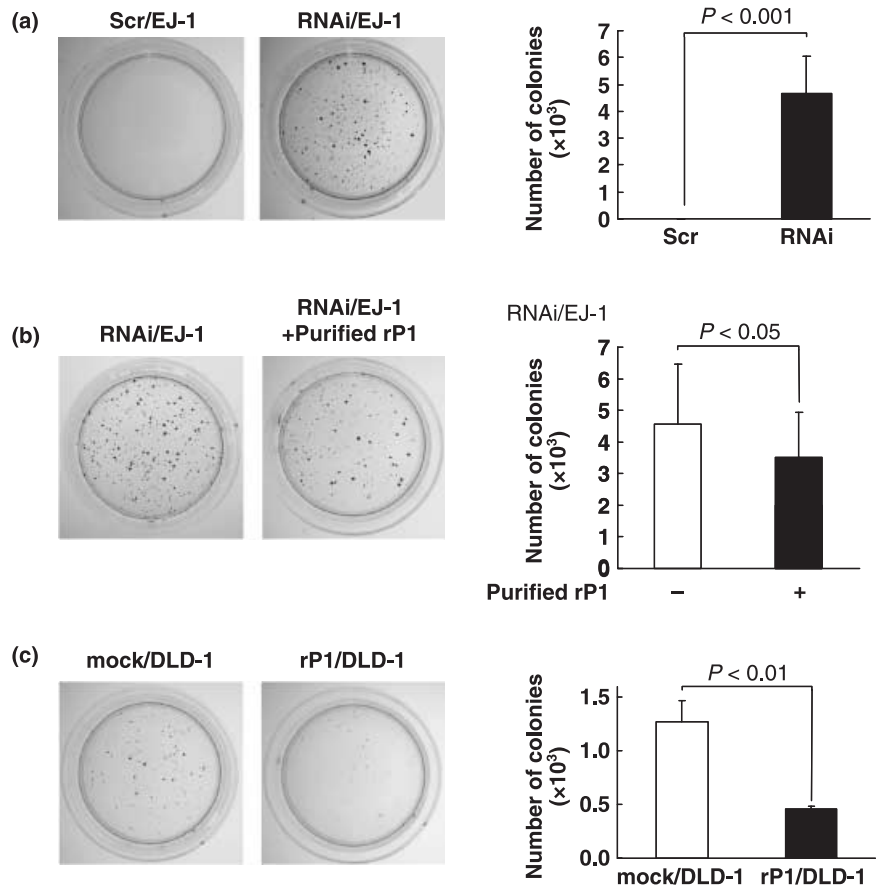 (a)
Scr/EJ-1
RNAi/EJ-1
P < 0.001
Number of colonies
(×10³)
7
6
5
4
3
2
1
0
Scr
RNAi
(b)
RNAi/EJ-1
RNAi/EJ-1
+Purified rP1
RNAi/EJ-1
P < 0.05
Number of colonies
(×10³)
7
6
5
4
3
2
1
0
Purified rP1
–
+
(c)
mock/DLD-1
rP1/DLD-1
P < 0.01
Number of colonies
(×10³)
1.5
1.0
0.5
0.0
mock/DLD-1
rP1/DLD-1